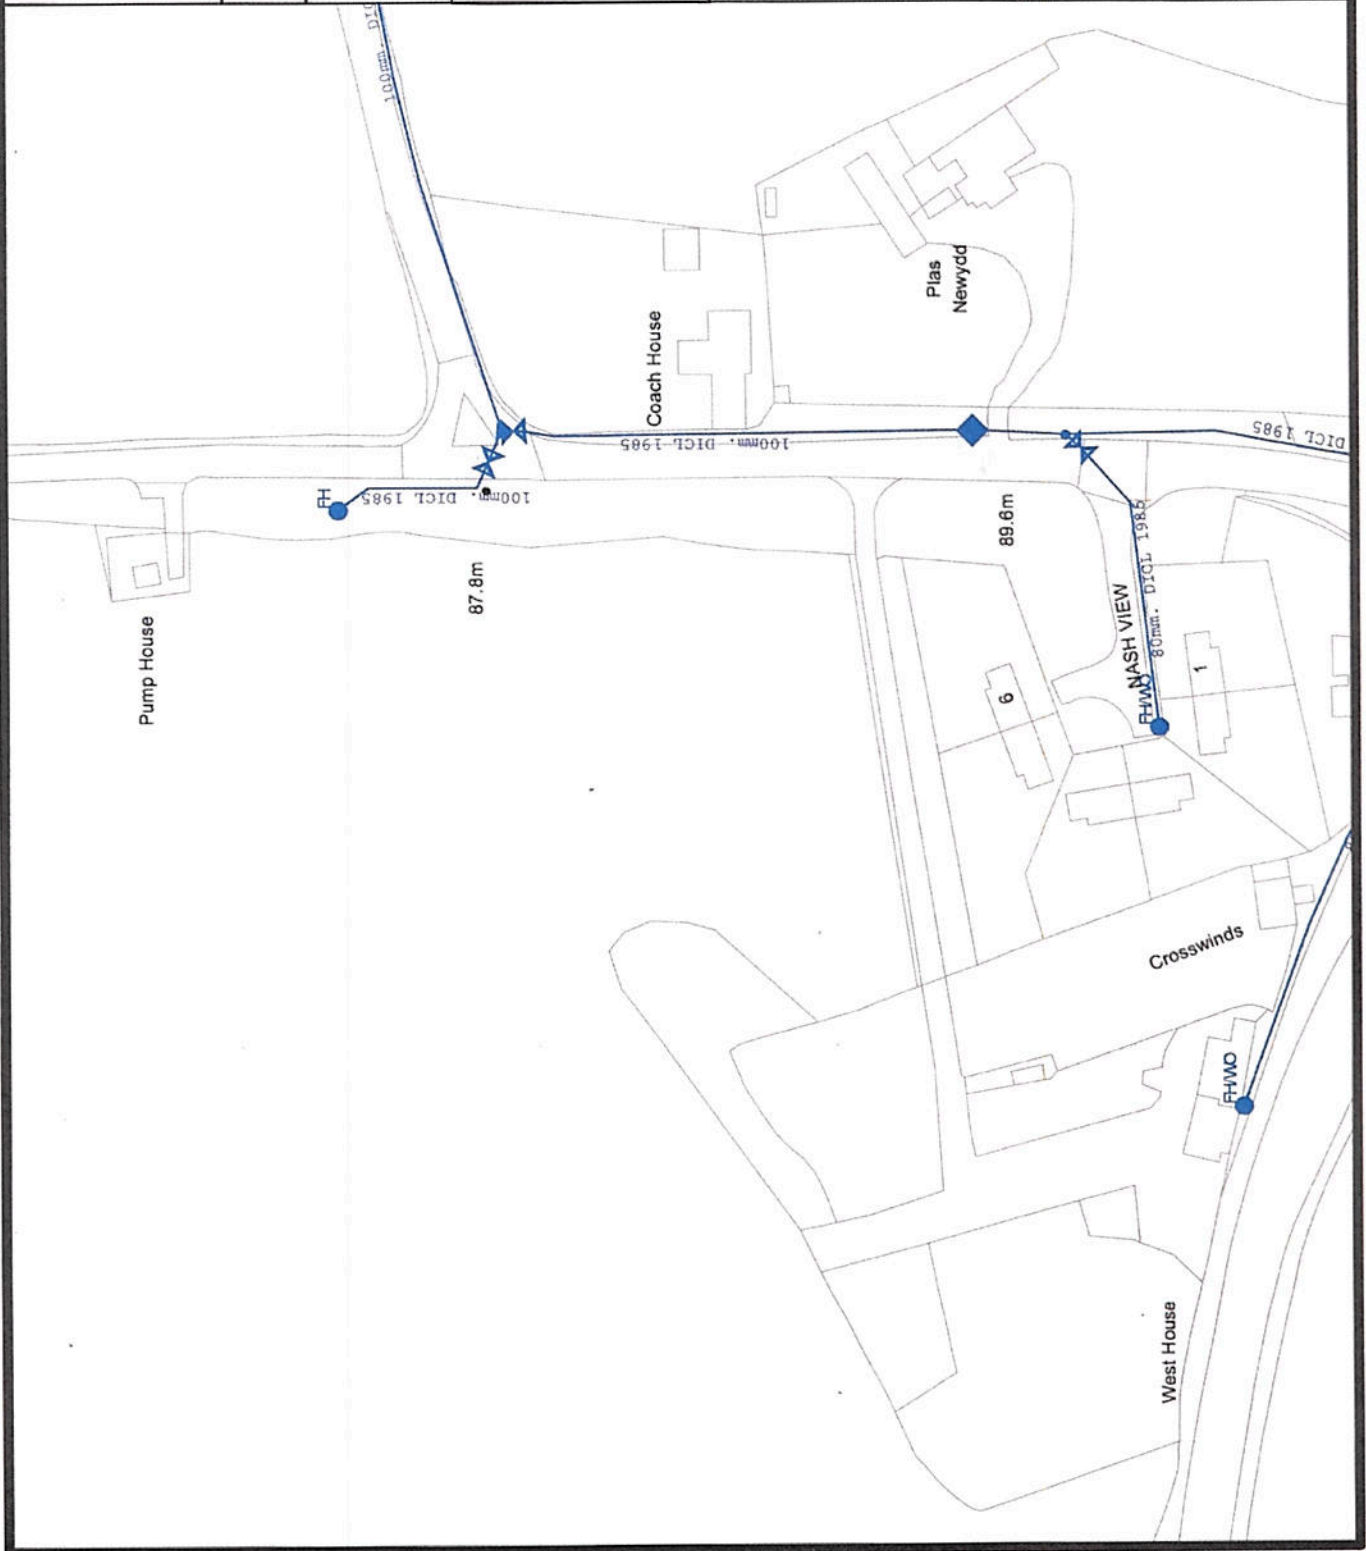 100mm. DIC
FH
100mm. DICL 1985
87.8m
Pump House
Coach House
100mm. DICL 1985
Plas
Newydd
DICL 1985
89.6m
NASH VIEW
80mm. DICL 1985
FHWO
6
1
Crosswinds
FHWO
West House